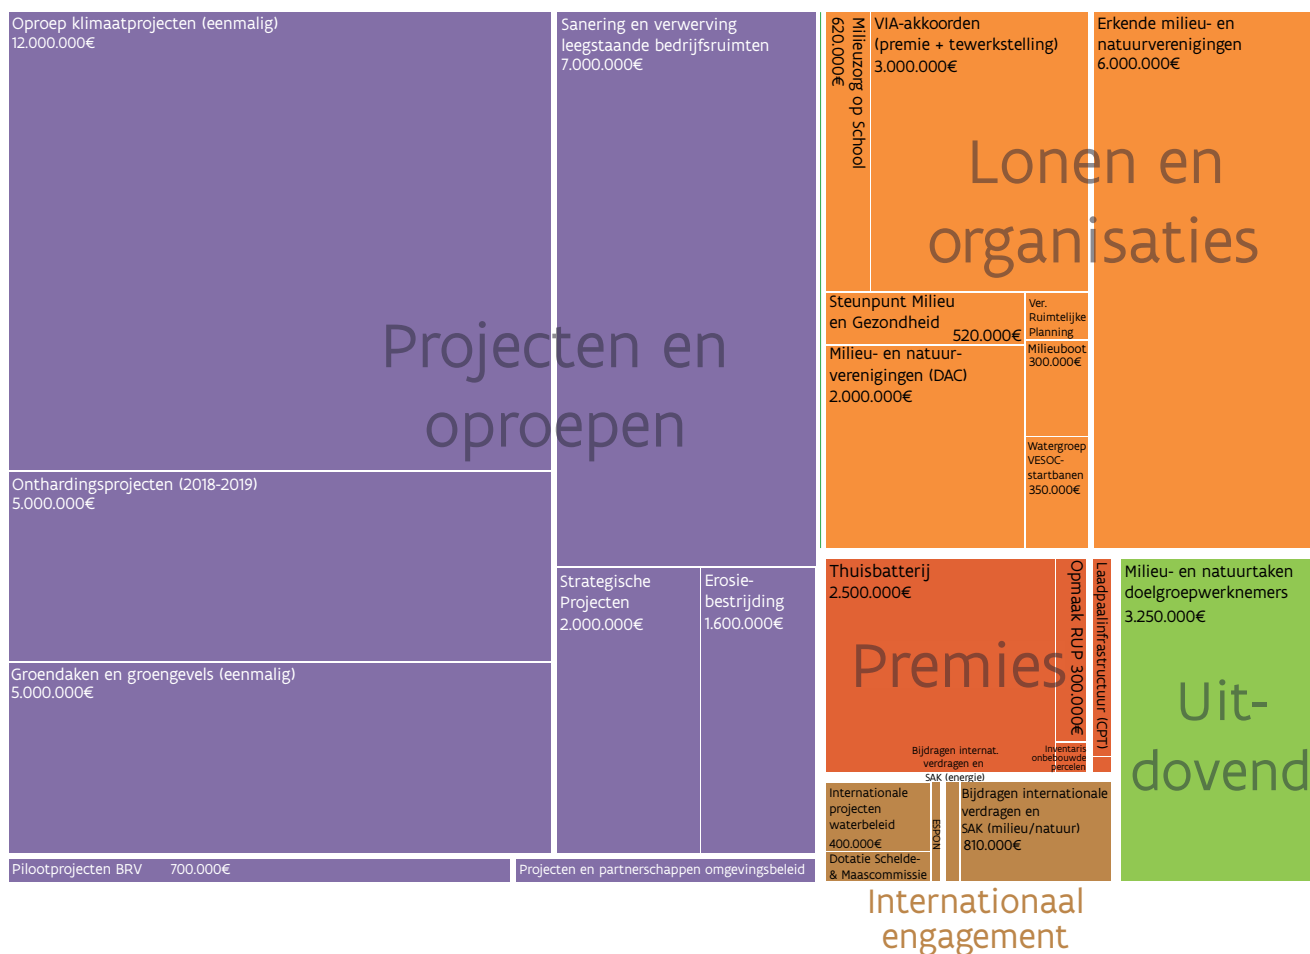 Oproep klimaatprojecten (eenmalig)
12.000.000€
Onthardingsprojecten (2018-2019)
5.000.000€
Groendaken en groengevels (eenmalig)
5.000.000€
Pilootprojecten BRV 700.000€
Sanering en verwerving
leegstaande bedrijfsruimten
7.000.000€
Strategische
Projecten
2.000.000€
Erosie-
bestrijding
1.600.000€
Projecten en partnerschappen omgevingsbeleid
Projecten en
oproepen
Milieuzorg op School
620.000€
VIA-akkoorden
(premie + tewerkstelling)
3.000.000€
Erkende milieu- en
natuurverenigingen
6.000.000€
Lonen en
organisaties
Steunpunt Milieu
en Gezondheid
520.000€
Ver.
Ruimtelijke
Planning
Milieu- en natuur-
verenigingen (DAC)
2.000.000€
Milieuboot
300.000€
Watergroep
VESOC-
startbanen
350.000€
Thuisbatterij
2.500.000€
Opmaak RUP 300.000€
Laadpaalinfrastructuur (CPT)
Premies
Inventaris
onbebouwde
percelen
Milieu- en natuurtaken
doelgroepwerknemers
3.250.000€
Uit-
dovend
Bijdragen internat.
verdragen en
SAK (energie)
Internationale
projecten
waterbeleid
400.000€
Dotatie Schelde-
& Maascommissie
ESPON
Bijdragen internationale
verdragen en
SAK (milieu/natuur)
810.000€
Internationaal
engagement